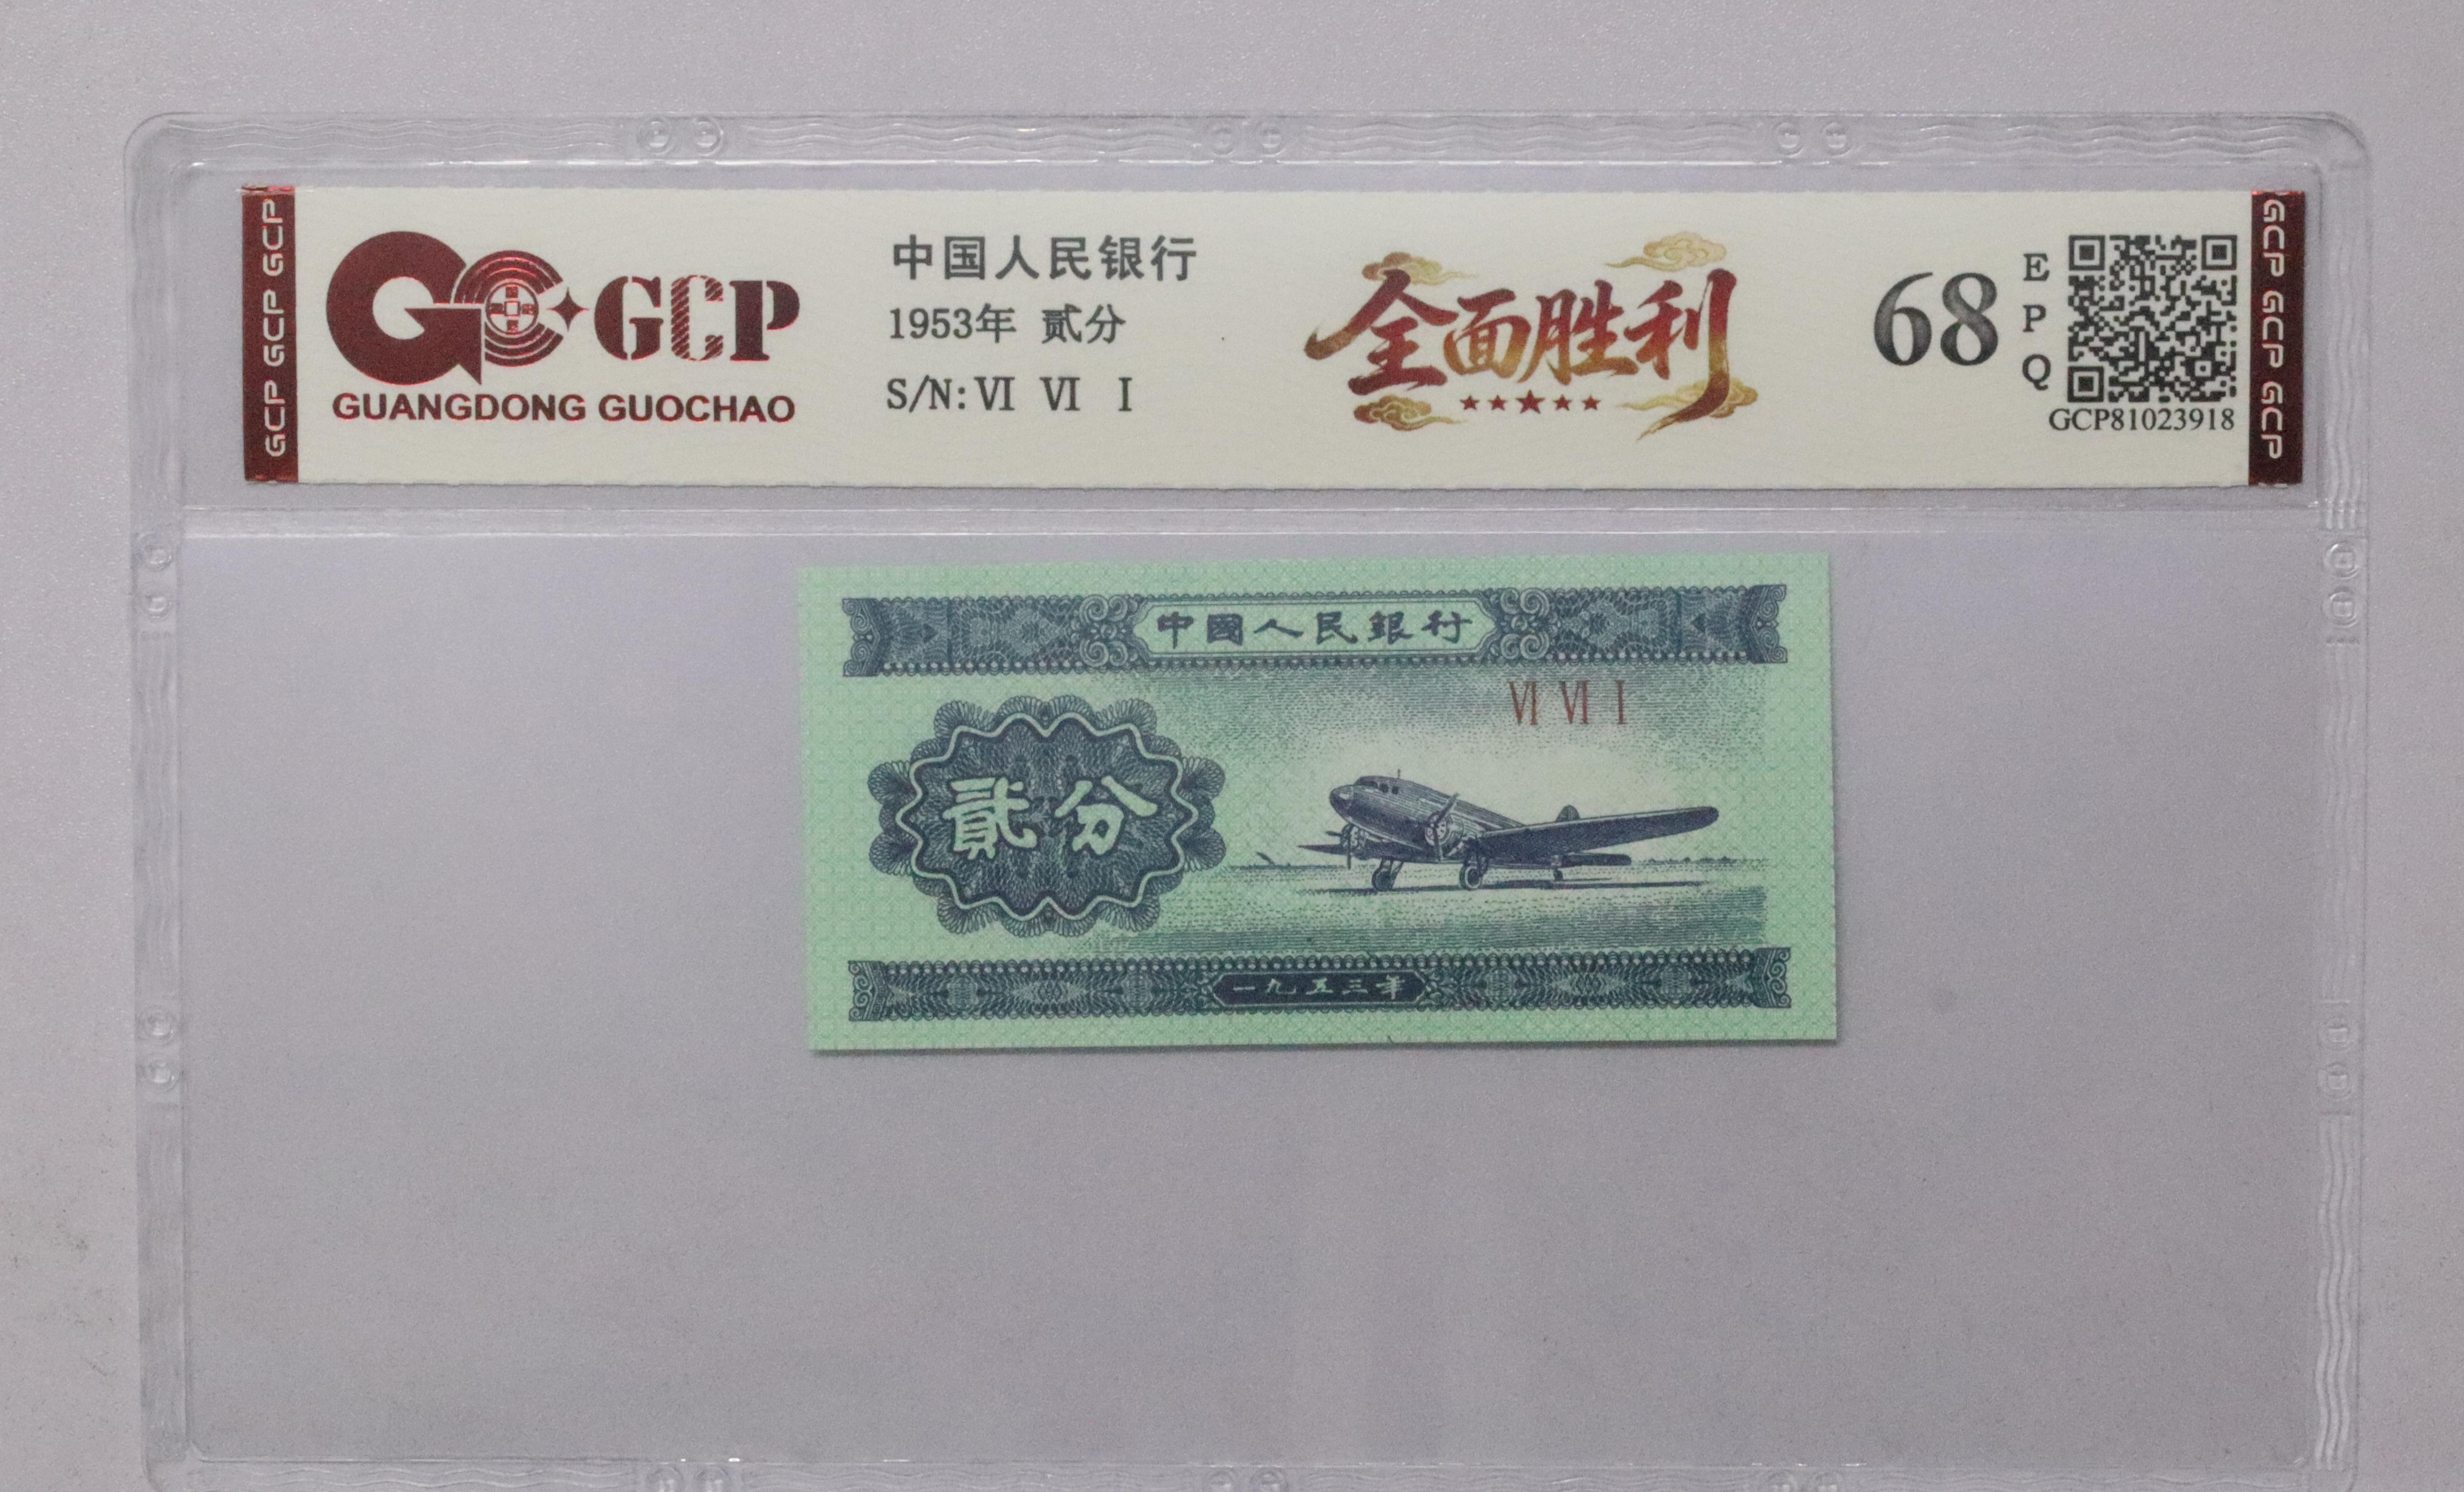 GCP GCP GCP
GCP
GUANGDONG GUOCHAO
中国人民银行
1953年 贰分
S/N: VI VI I
全面胜利
68
E
P
Q
GCP81023918
GCP GCP GCP
中國人民銀行
VI VI I
貳分
一九五三年